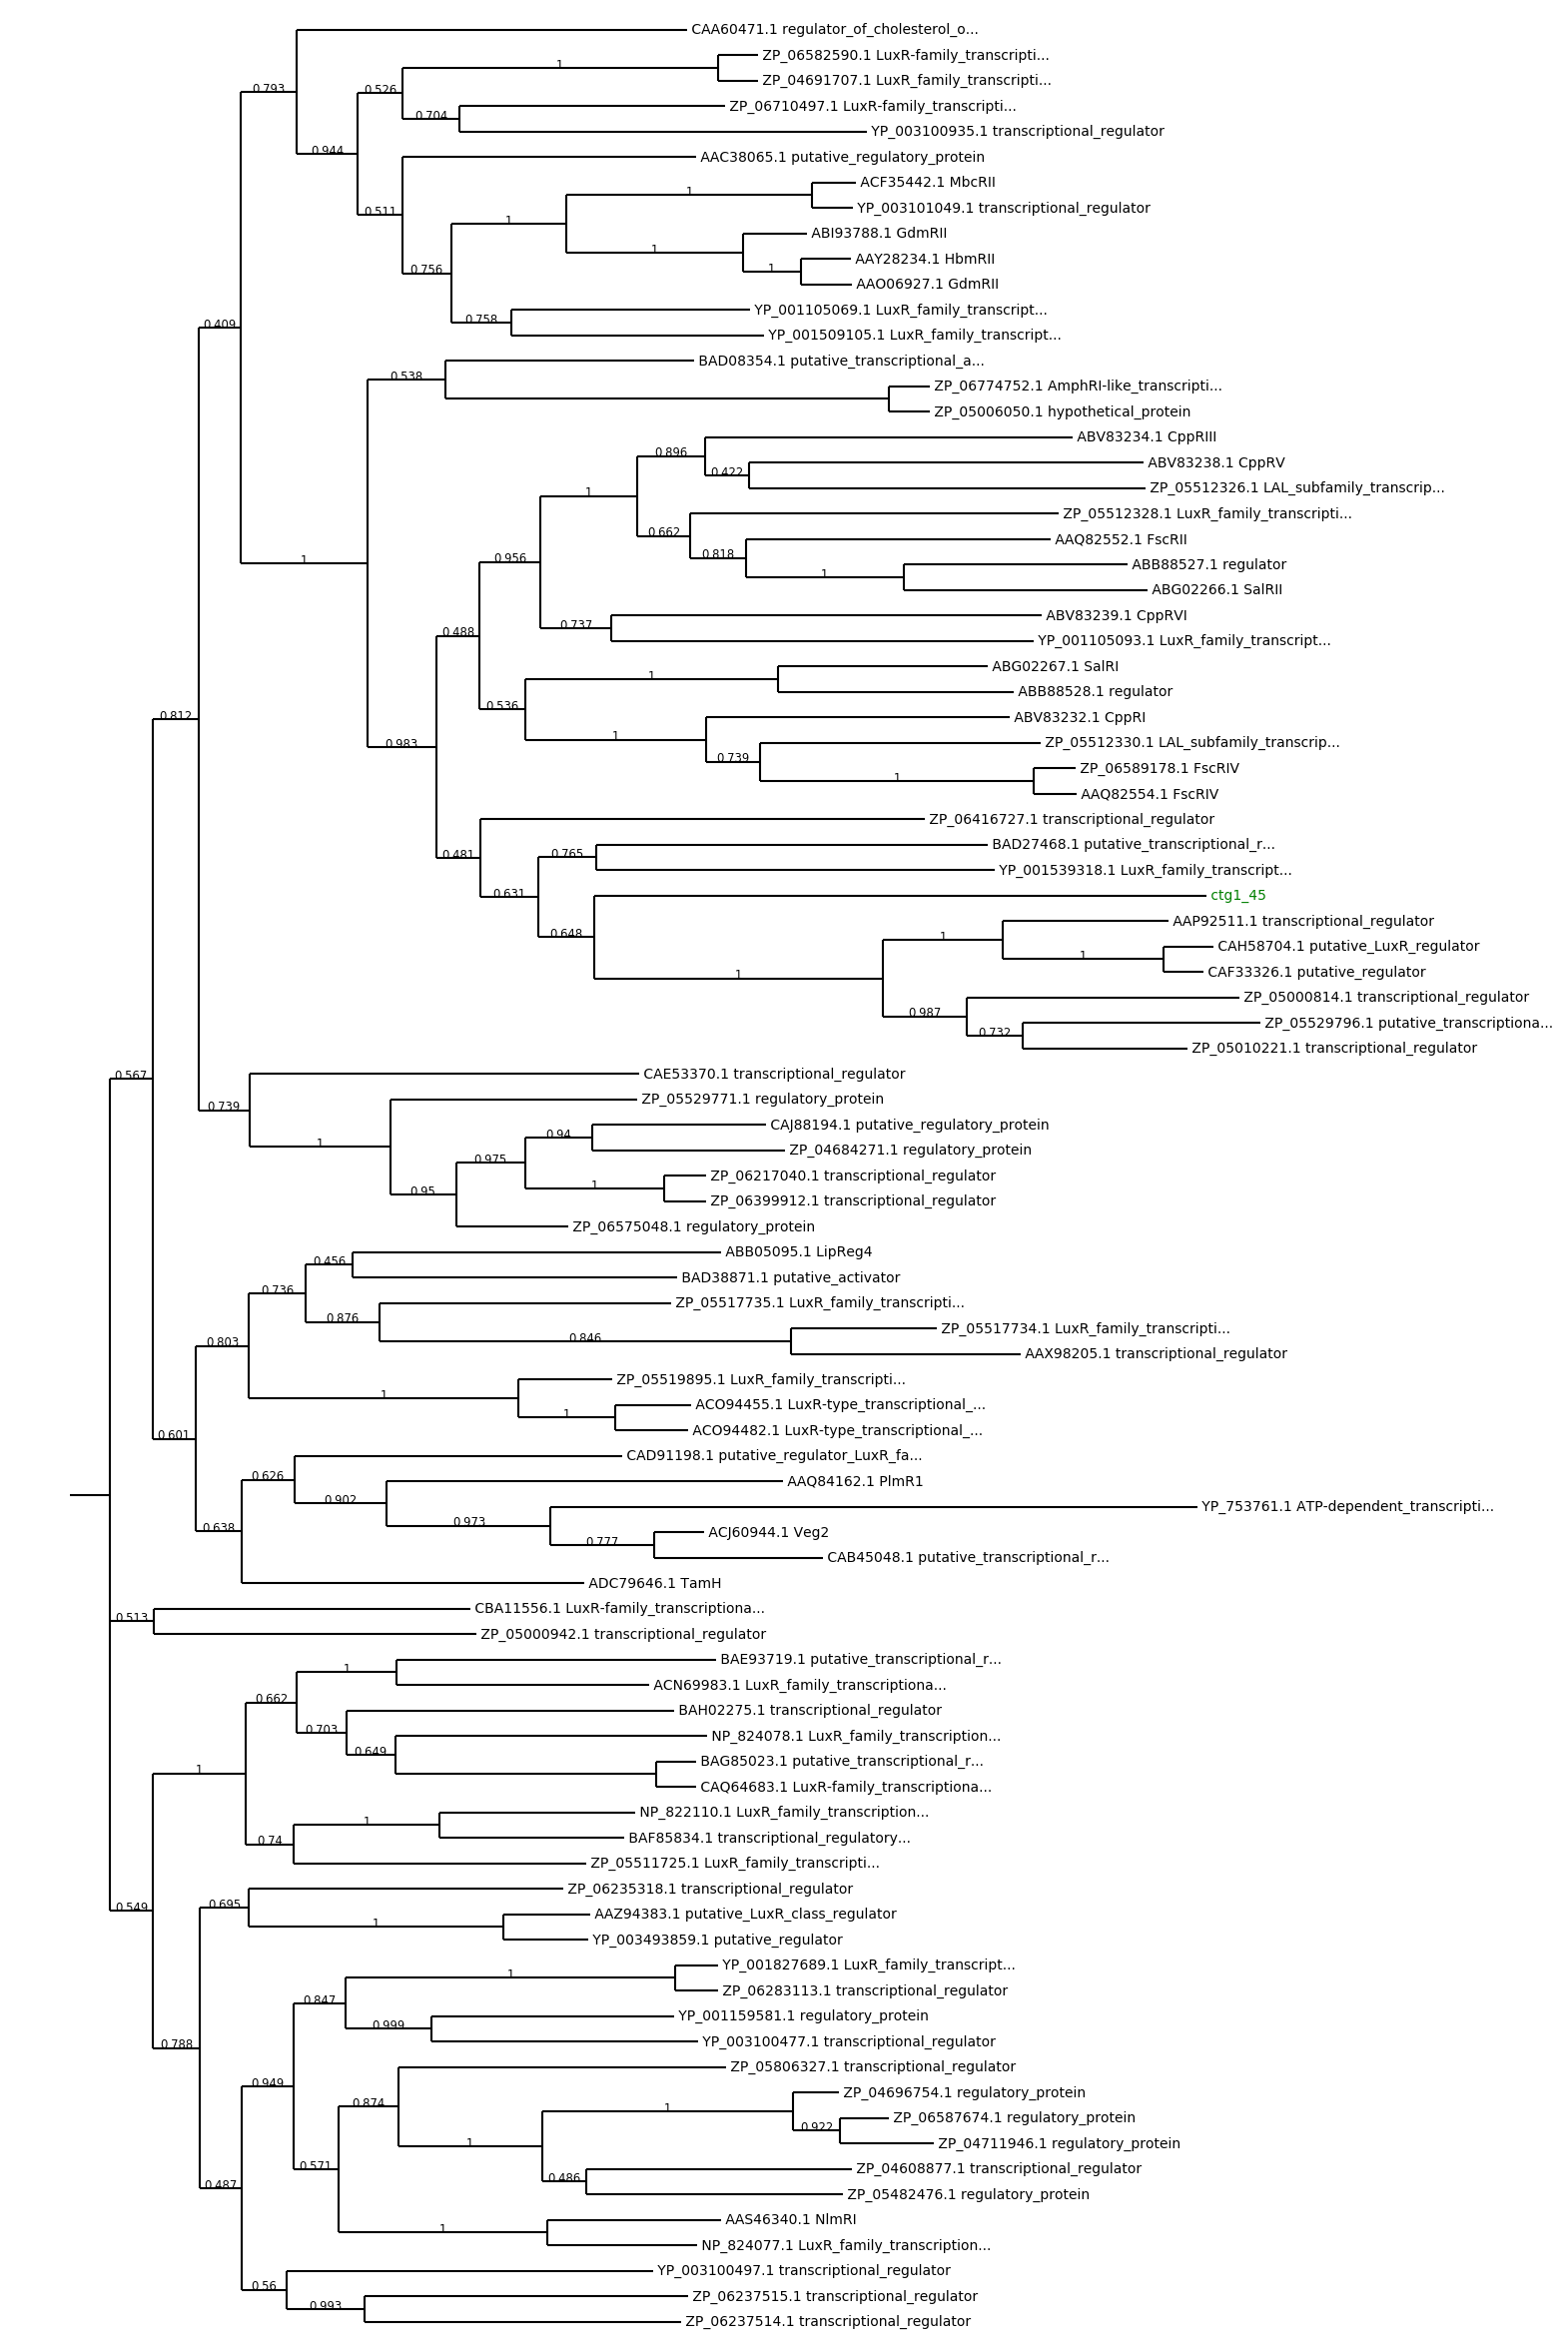 CAA60471.1 regulator_of_cholesterol_o...
ZP_06582590.1 LuxR-family_transcripti...
1
ZP_04691707.1 LuxR_family_transcripti...
0.793
0.526
ZP_06710497.1 LuxR-family_transcripti...
0.704
YP_003100935.1 transcriptional_regulator
0.944
AAC38065.1 putative_regulatory_protein
ACF35442.1 MbcRII
1
YP_003101049.1 transcriptional_regulator
0.511
1
ABI93788.1 GdmRII
1
AAY28234.1 HbmRII
0.756
1
AAO06927.1 GdmRII
YP_001105069.1 LuxR_family_transcript...
0.758
0.409
YP_001509105.1 LuxR_family_transcript...
BAD08354.1 putative_transcriptional_a...
0.538
ZP_06774752.1 AmphRI-like_transcripti...
ZP_05006050.1 hypothetical_protein
ABV83234.1 CppRIII
0.896
ABV83238.1 CppRV
0.422
ZP_05512326.1 LAL_subfamily_transcrip...
1
ZP_05512328.1 LuxR_family_transcripti...
0.662
AAQ82552.1 FscRII
0.818
0.956
1
ABB88527.1 regulator
1
ABG02266.1 SalRII
ABV83239.1 CppRVI
0.737
0.488
YP_001105093.1 LuxR_family_transcript...
ABG02267.1 SalRI
1
ABB88528.1 regulator
0.536
ABV83232.1 CppRI
0.812
1
0.983
ZP_05512330.1 LAL_subfamily_transcrip...
0.739
ZP_06589178.1 FscRIV
1
AAQ82554.1 FscRIV
ZP_06416727.1 transcriptional_regulator
BAD27468.1 putative_transcriptional_r...
0.481
0.765
YP_001539318.1 LuxR_family_transcript...
0.631
ctg1_45
AAP92511.1 transcriptional_regulator
0.648
1
CAH58704.1 putative_LuxR_regulator
1
CAF33326.1 putative_regulator
1
ZP_05000814.1 transcriptional_regulator
0.987
ZP_05529796.1 putative_transcriptiona...
0.732
ZP_05010221.1 transcriptional_regulator
CAE53370.1 transcriptional_regulator
0.567
ZP_05529771.1 regulatory_protein
0.739
CAJ88194.1 putative_regulatory_protein
0.94
1
ZP_04684271.1 regulatory_protein
0.975
ZP_06217040.1 transcriptional_regulator
1
0.95
ZP_06399912.1 transcriptional_regulator
ZP_06575048.1 regulatory_protein
ABB05095.1 LipReg4
0.456
BAD38871.1 putative_activator
0.736
ZP_05517735.1 LuxR_family_transcripti...
0.876
ZP_05517734.1 LuxR_family_transcripti...
0.803
0.846
AAX98205.1 transcriptional_regulator
ZP_05519895.1 LuxR_family_transcripti...
1
ACO94455.1 LuxR-type_transcriptional_...
1
ACO94482.1 LuxR-type_transcriptional_...
0.601
CAD91198.1 putative_regulator_LuxR_fa...
0.626
AAQ84162.1 PlmR1
0.902
YP_753761.1 ATP-dependent_transcripti...
0.973
0.638
ACJ60944.1 Veg2
0.777
CAB45048.1 putative_transcriptional_r...
ADC79646.1 TamH
CBA11556.1 LuxR-family_transcriptiona...
0.513
ZP_05000942.1 transcriptional_regulator
BAE93719.1 putative_transcriptional_r...
1
ACN69983.1 LuxR_family_transcriptiona...
0.662
BAH02275.1 transcriptional_regulator
0.703
NP_824078.1 LuxR_family_transcription...
0.649
BAG85023.1 putative_transcriptional_r...
1
CAQ64683.1 LuxR-family_transcriptiona...
NP_822110.1 LuxR_family_transcription...
1
BAF85834.1 transcriptional_regulatory...
0.74
ZP_05511725.1 LuxR_family_transcripti...
ZP_06235318.1 transcriptional_regulator
0.549
0.695
AAZ94383.1 putative_LuxR_class_regulator
1
YP_003493859.1 putative_regulator
YP_001827689.1 LuxR_family_transcript...
1
ZP_06283113.1 transcriptional_regulator
0.847
YP_001159581.1 regulatory_protein
0.999
YP_003100477.1 transcriptional_regulator
0.788
ZP_05806327.1 transcriptional_regulator
0.949
ZP_04696754.1 regulatory_protein
0.874
1
ZP_06587674.1 regulatory_protein
0.922
ZP_04711946.1 regulatory_protein
1
0.571
ZP_04608877.1 transcriptional_regulator
0.486
0.487
ZP_05482476.1 regulatory_protein
AAS46340.1 NlmRI
1
NP_824077.1 LuxR_family_transcription...
YP_003100497.1 transcriptional_regulator
0.56
ZP_06237515.1 transcriptional_regulator
0.993
ZP_06237514.1 transcriptional_regulator